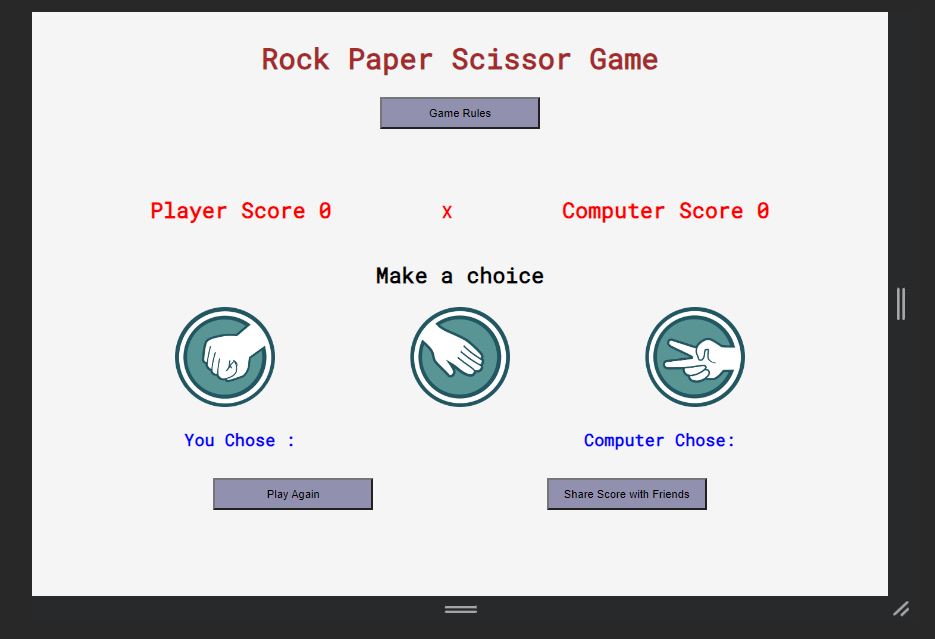 Rock Paper Scissor Game
Game Rules
Player Score 0 x Computer Score 0
Make a choice
You Chose : Computer Chose:
Play Again Share Score with Friends